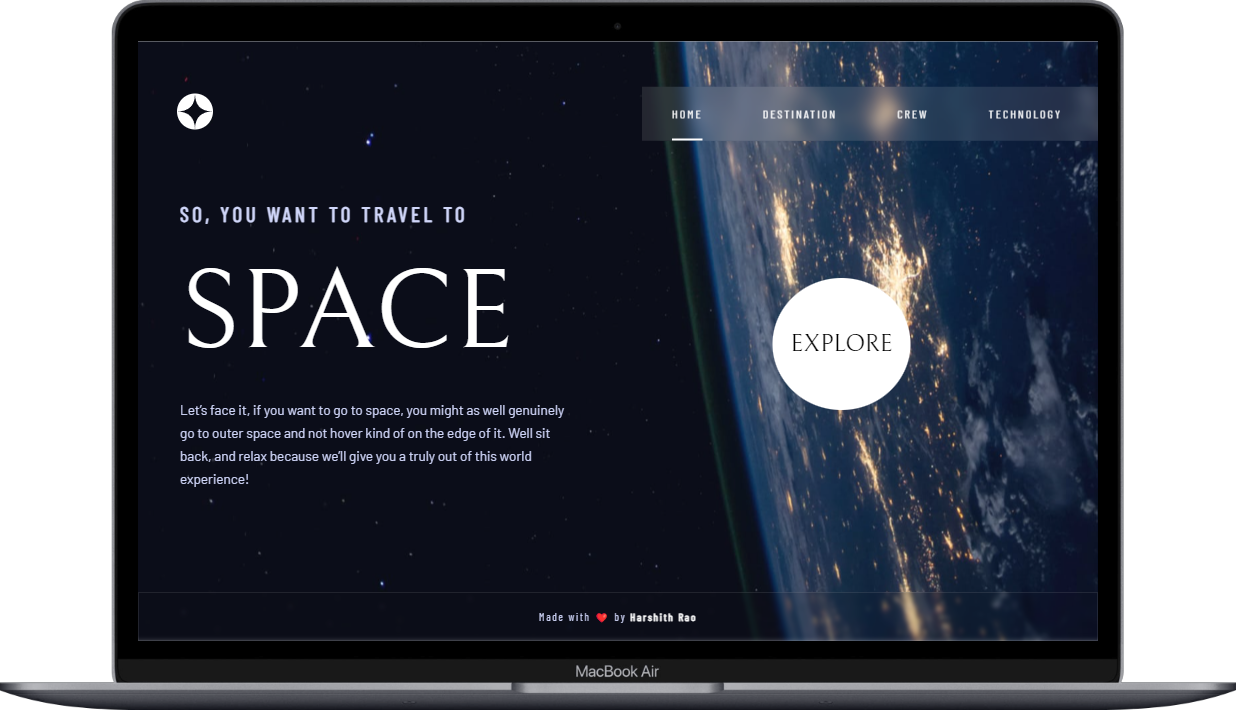 HOME DESTINATION CREW TECHNOLOGY
SO, YOU WANT TO TRAVEL TO
SPACE
Let's face it, if you want to go to space, you might as well genuinely
go to outer space and not hover kind of on the edge of it. Well sit
back, and relax because we'll give you a truly out of this world
experience!
EXPLORE
Made with ❤️ by Harshith Rao
MacBook Air